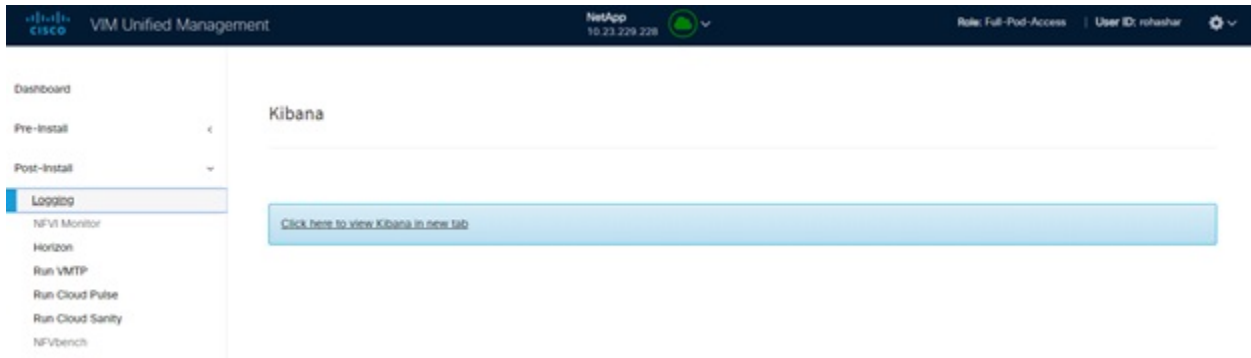 CISCO VIM Unified Management
NetApp
10.23.229.228
Role: Full-Pod-Access | User ID: rohashar
Dashboard
Pre-Install
Post-Install
Logging
NFVI Monitor
Horizon
Run VMTP
Run Cloud Pulse
Run Cloud Sanity
NFVbench
Kibana
Click here to view Kibana in new tab